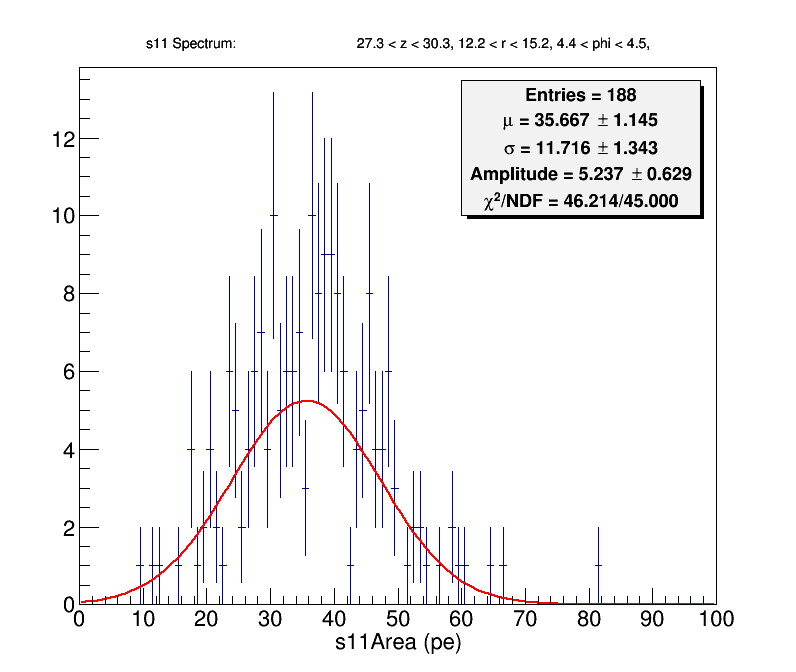 s11 Spectrum: 27.3 < z < 30.3, 12.2 < r < 15.2, 4.4 < phi < 4.5,
Entries = 188
μ = 35.667 ± 1.145
σ = 11.716 ± 1.343
Amplitude = 5.237 ± 0.629
χ²/NDF = 46.214/45.000
12
10
8
6
4
2
0
0 10 20 30 40 50 60 70 80 90 100
s11Area (pe)